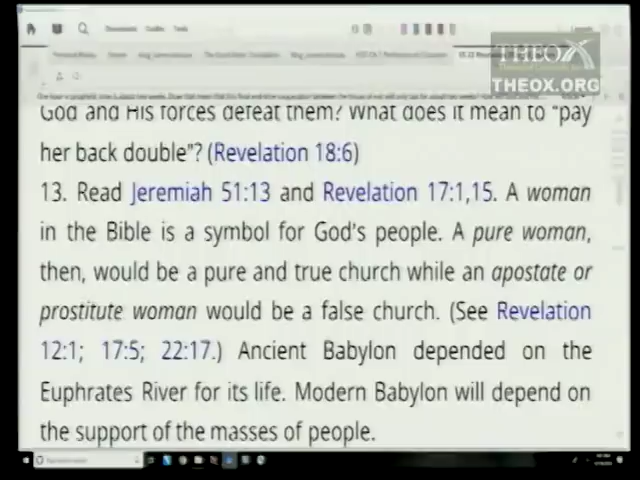 THEOX
THEOX.ORG
God and His forces defeat them? What does it mean to "pay
her back double"? (Revelation 18:6)
13. Read Jeremiah 51:13 and Revelation 17:1,15. A woman
in the Bible is a symbol for God's people. A pure woman,
then, would be a pure and true church while an apostate or
prostitute woman would be a false church. (See Revelation
12:1; 17:5; 22:17.) Ancient Babylon depended on the
Euphrates River for its life. Modern Babylon will depend on
the support of the masses of people.